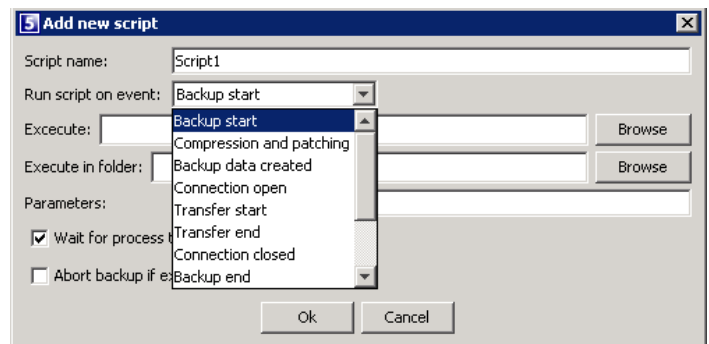 5 Add new script
Script name: Script1
Run script on event: Backup start
Backup start
Excecute: Browse
Compression and patching
Backup data created
Execute in folder: Browse
Connection open
Parameters:
Transfer start
Transfer end
Wait for process
Connection closed
Abort backup if
Backup end
Ok Cancel